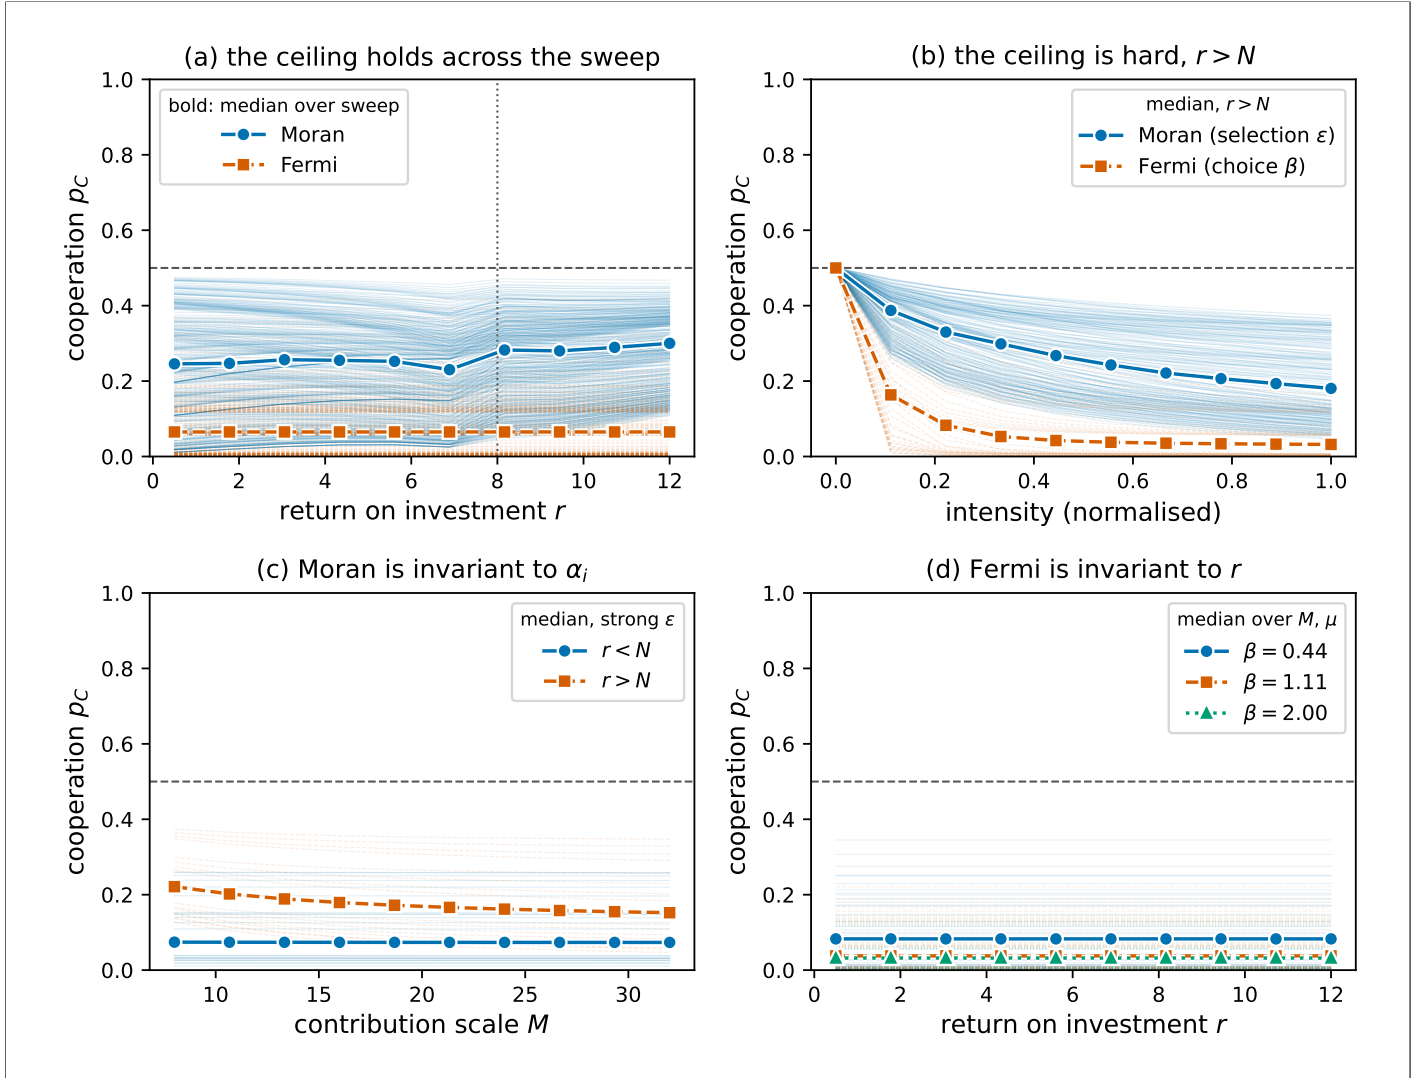 (a) the ceiling holds across the sweep
1.0
0.8
0.6
0.4
0.2
0.0
cooperation p_C
bold: median over sweep
Moran
Fermi
0 2 4 6 8 10 12
return on investment r
(b) the ceiling is hard, r > N
1.0
0.8
0.6
0.4
0.2
0.0
cooperation p_C
median, r > N
Moran (selection ε)
Fermi (choice β)
0.0 0.2 0.4 0.6 0.8 1.0
intensity (normalised)
(c) Moran is invariant to α_i
1.0
0.8
0.6
0.4
0.2
0.0
cooperation p_C
median, strong ε
r < N
r > N
10 15 20 25 30
contribution scale M
(d) Fermi is invariant to r
1.0
0.8
0.6
0.4
0.2
0.0
cooperation p_C
median over M, μ
β = 0.44
β = 1.11
β = 2.00
0 2 4 6 8 10 12
return on investment r